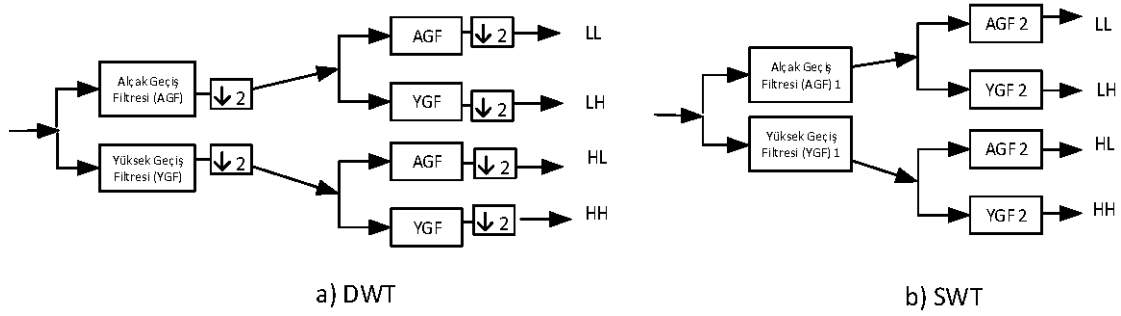 AGF
↓ 2
LL
Alçak Geçiş
Filtresi (AGF)
↓ 2
YGF
↓ 2
LH
Yüksek Geçiş
Filtresi (YGF)
↓ 2
AGF
↓ 2
HL
YGF
↓ 2
HH
a) DWT
AGF 2
LL
Alçak Geçiş
Filtresi (AGF) 1
YGF 2
LH
Yüksek Geçiş
Filtresi (YGF) 1
AGF 2
HL
YGF 2
HH
b) SWT